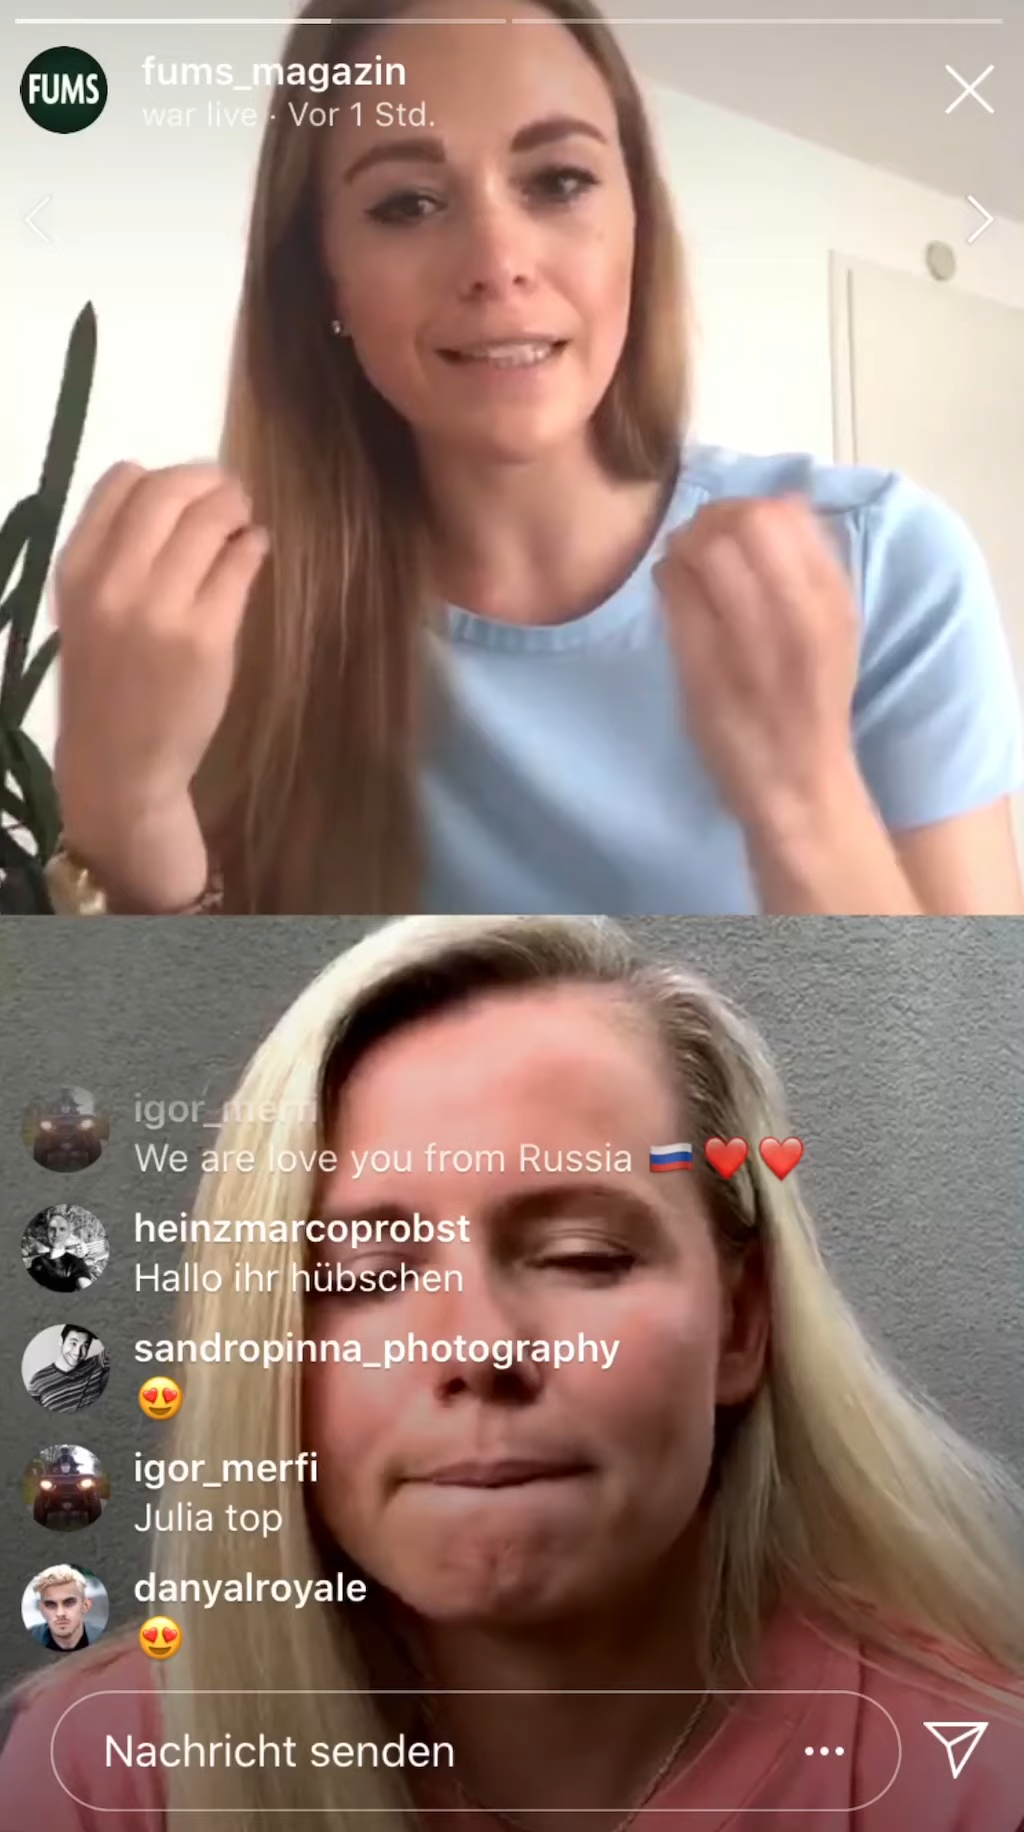 FUMS
fums_magazin
war live · Vor 1 Std.
igor_merfi
We are love you from Russia 🇷🇺❤️❤️
heinzmarcoprobst
Hallo ihr hübschen
sandropinna_photography
😍
igor_merfi
Julia top
danyalroyale
😍
Nachricht senden